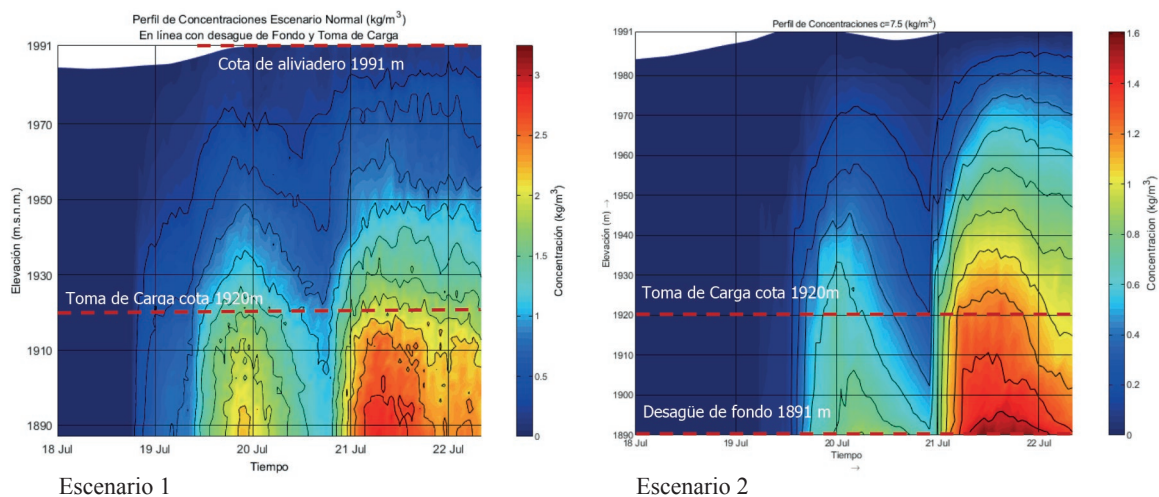 Perfil de Concentraciones Escenario Normal (kg/m³)
En línea con desague de Fondo y Toma de Carga
1991
1970
1950
1930
1910
1890
Elevación (m.s.n.m.)
Cota de aliviadero 1991 m
Toma de Carga cota 1920m
18 Jul
19 Jul
20 Jul
21 Jul
22 Jul
Tiempo
3
2.5
2
1.5
1
0.5
0
Concentración (kg/m³)
Escenario 1
Perfil de Concentraciones c=7.5 (kg/m³)
1991
1980
1970
1960
1950
1940
1930
1920
1910
1900
1890
Elevación (m) →
Toma de Carga cota 1920m
Desagüe de fondo 1891 m
18 Jul
19 Jul
20 Jul
21 Jul
22 Jul
Tiempo
→
1.6
1.4
1.2
1
0.8
0.6
0.4
0.2
0
Concentracion (kg/m³)
Escenario 2